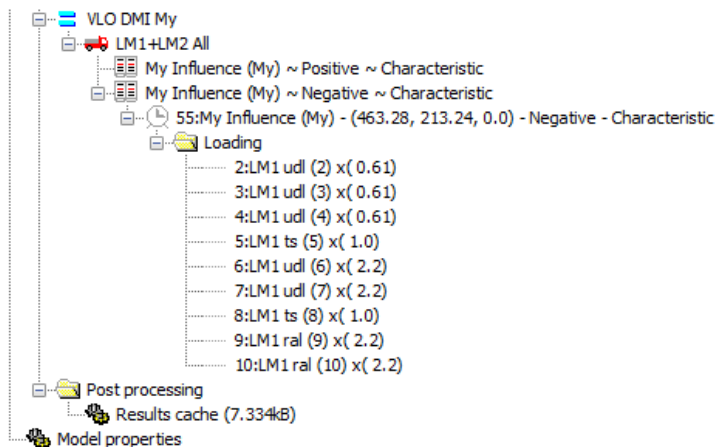 VLO DMI My
LM1+LM2 All
My Influence (My) ~ Positive ~ Characteristic
My Influence (My) ~ Negative ~ Characteristic
55:My Influence (My) - (463.28, 213.24, 0.0) - Negative - Characteristic
Loading
2:LM1 udl (2) x( 0.61)
3:LM1 udl (3) x( 0.61)
4:LM1 udl (4) x( 0.61)
5:LM1 ts (5) x( 1.0)
6:LM1 udl (6) x( 2.2)
7:LM1 udl (7) x( 2.2)
8:LM1 ts (8) x( 1.0)
9:LM1 ral (9) x( 2.2)
10:LM1 ral (10) x( 2.2)
Post processing
Results cache (7.334kB)
Model properties